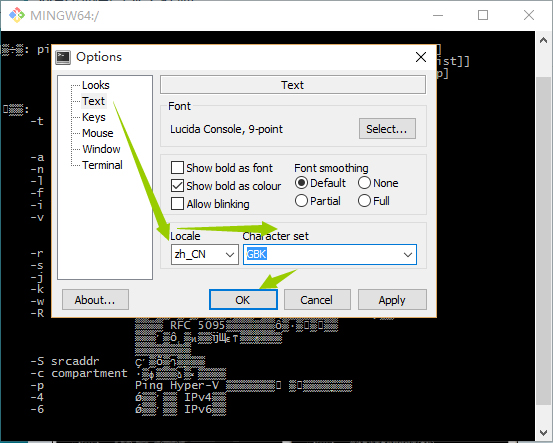 MINGW64:/
: pi
]
ist]]
p]
Options
Looks
Text
Keys
Mouse
Window
Terminal
Text
Font
Lucida Console, 9-point
Select...
Show bold as font
Show bold as colour
Allow blinking
Font smoothing
Default
None
Partial
Full
Locale
Character set
zh_CN
GBK
About...
OK
Cancel
Apply
-t
-a
-n
-l
-f
-i
-v
-r
-s
-j
-k
-w
-R
RFC 5095
-S srcaddr
-c compartment
-p Ping Hyper-V
-4 IPv4
-6 IPv6